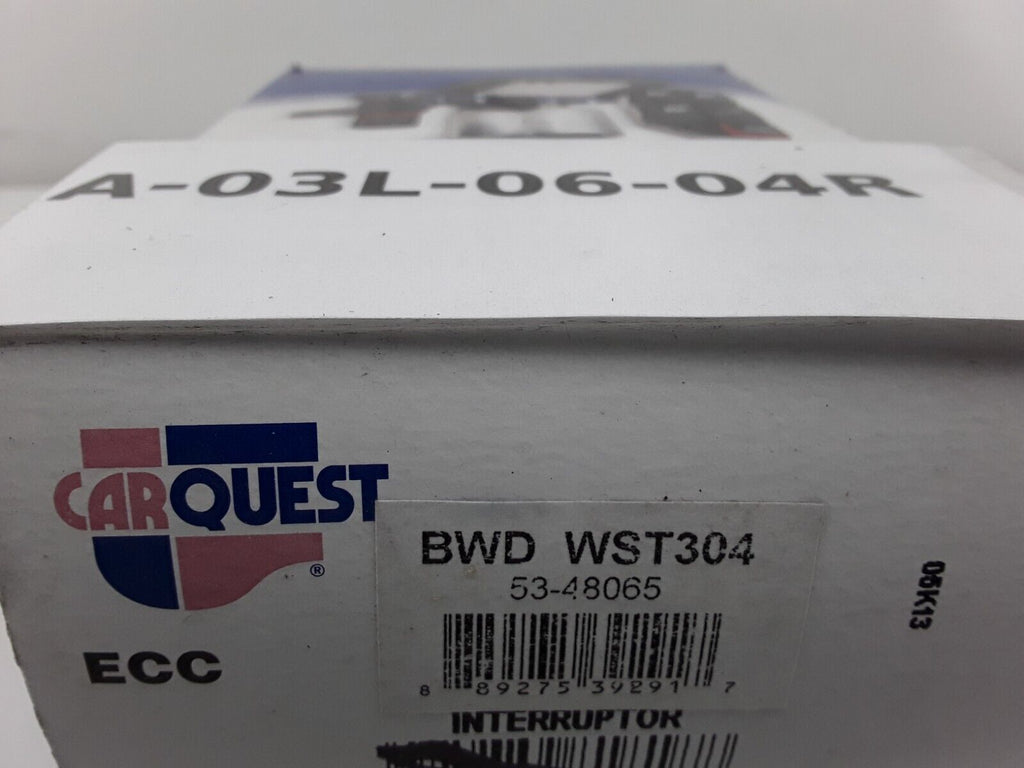 A-03L-06-04R
CARQUEST
®
ECC
BWD WST304
53-48065
8 89275 39291 7
INTERRUPTOR
05K13